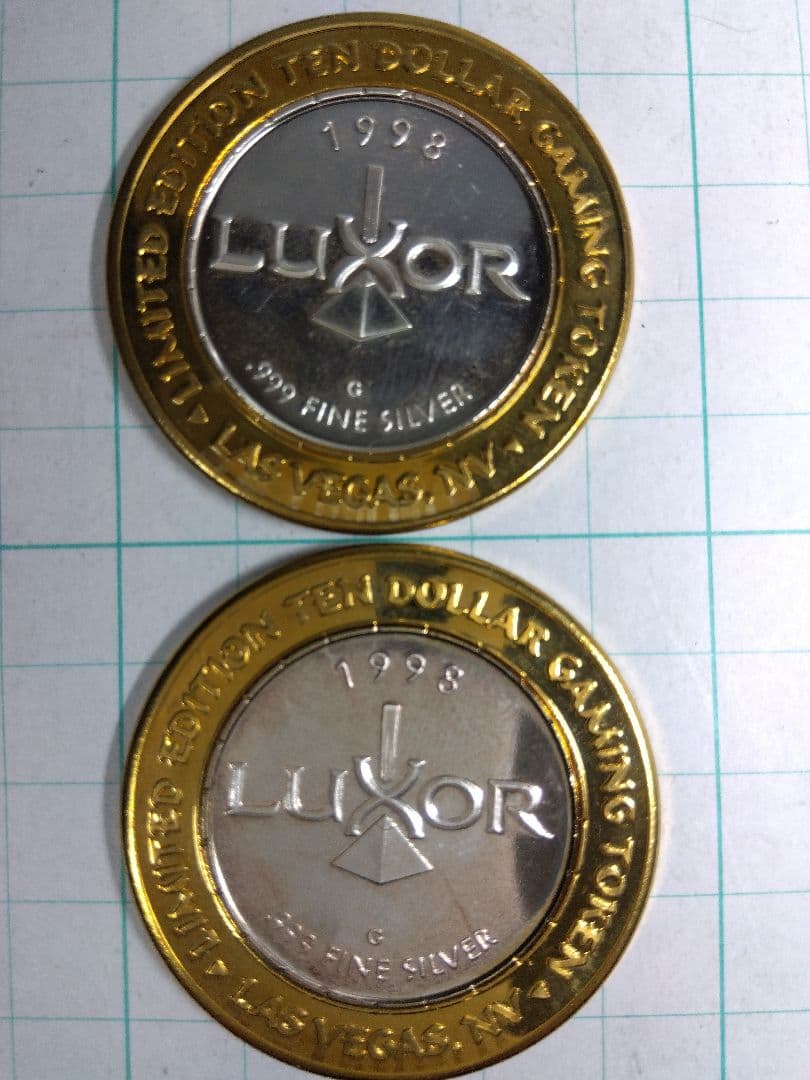 LIMITED EDITION TEN DOLLAR GAMING TOKEN
1998
LUXOR
G
.999 FINE SILVER
LAS VEGAS, NV
LIMITED EDITION TEN DOLLAR GAMING TOKEN
1998
LUXOR
G
.999 FINE SILVER
LAS VEGAS, NV